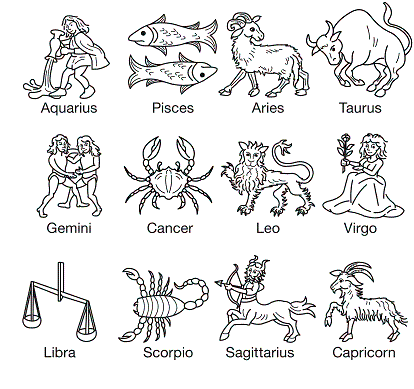 Aquarius Pisces Aries Taurus
Gemini Cancer Leo Virgo
Libra Scorpio Sagittarius Capricorn